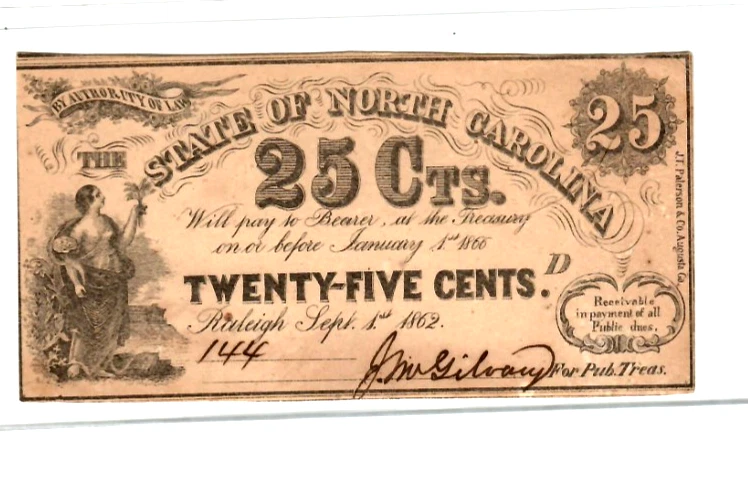 BY AUTHORITY OF LAW
THE STATE OF NORTH CAROLINA
25
25 CTS.
Will pay to Bearer, at the Treasury
on or before January 1st 1866
TWENTY-FIVE CENTS.
D
Raleigh Sept. 1st 1862.
Receivable
in payment of all
Public dues.
144
J. McGilvary For Pub. Treas.
J.T. Paterson & Co. Augusta Ga.